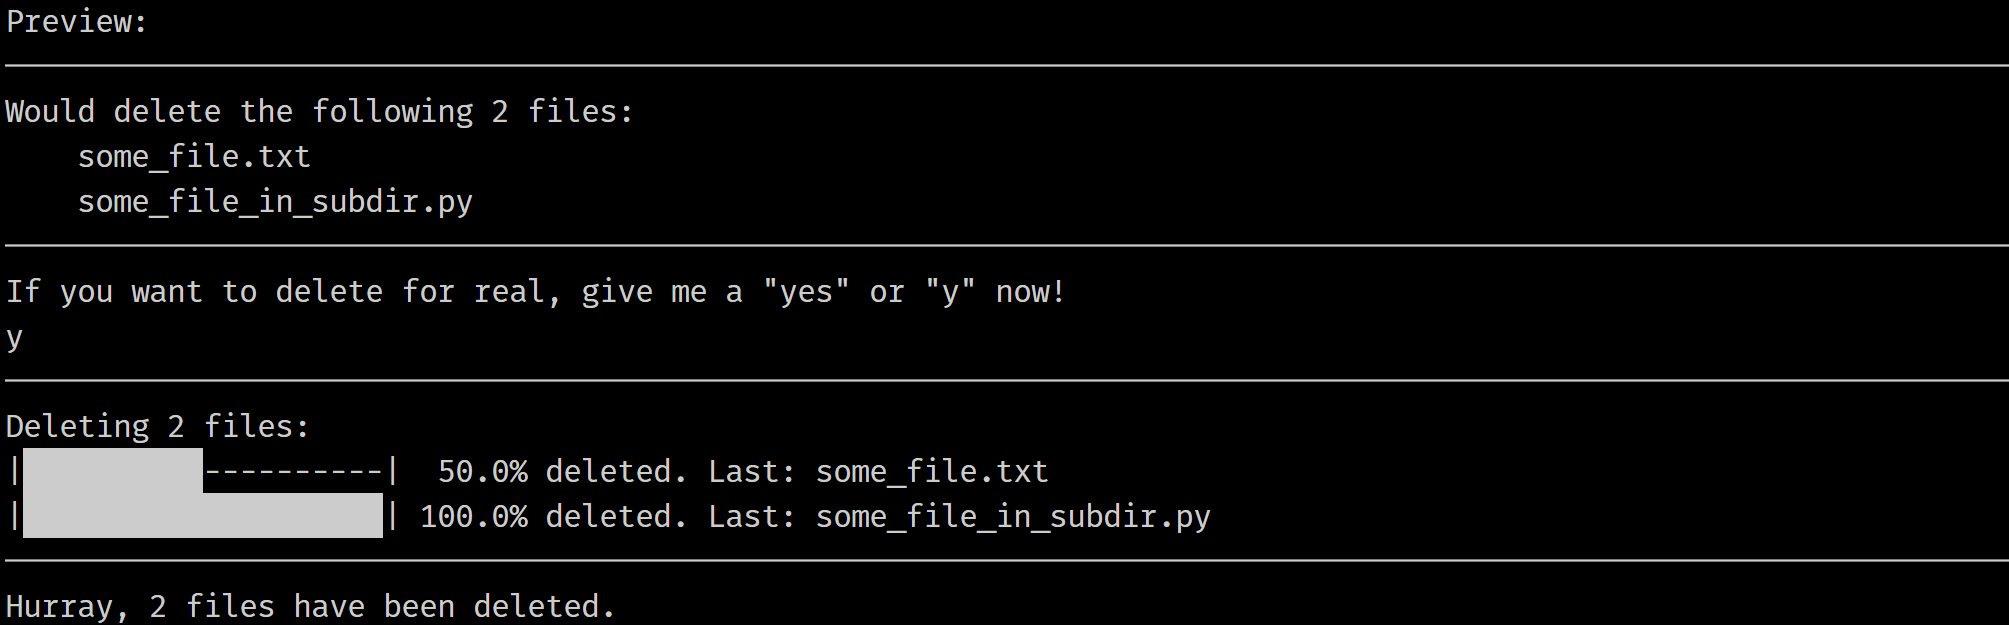 Preview:
Would delete the following 2 files:
some_file.txt
some_file_in_subdir.py
If you want to delete for real, give me a "yes" or "y" now!
y
Deleting 2 files:
|██████████----------|  50.0% deleted. Last: some_file.txt
|████████████████████| 100.0% deleted. Last: some_file_in_subdir.py
Hurray, 2 files have been deleted.